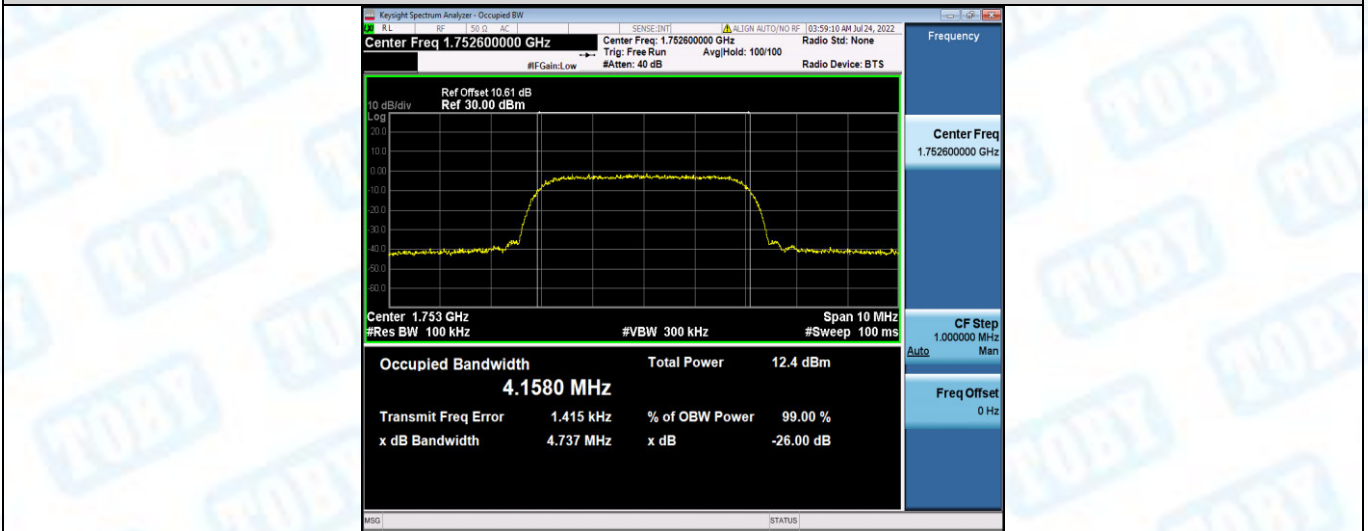 Keysight Spectrum Analyzer - Occupied BW
RL RF 50 Ω AC SENSE:INT ALIGN AUTO/NO RF 03:59:10 AM Jul 24, 2022
Center Freq 1.752600000 GHz
Center Freq: 1.752600000 GHz Radio Std: None
Trig: Free Run Avg|Hold: 100/100
#IFGain:Low #Atten: 40 dB Radio Device: BTS
Frequency
Ref Offset 10.61 dB
10 dB/div Ref 30.00 dBm
Log
20.0
10.0
0.00
-10.0
-20.0
-30.0
-40.0
-50.0
-60.0
Center 1.753 GHz Span 10 MHz
#Res BW 100 kHz #VBW 300 kHz #Sweep 100 ms
Occupied Bandwidth Total Power 12.4 dBm
4.1580 MHz
Transmit Freq Error 1.415 kHz % of OBW Power 99.00 %
x dB Bandwidth 4.737 MHz x dB -26.00 dB
Center Freq
1.752600000 GHz
CF Step
1.000000 MHz
Auto Man
Freq Offset
0 Hz
MSG STATUS
TOBY
TOBY
TOBY
TOBY
TOBY
TOBY
TOBY
TOBY